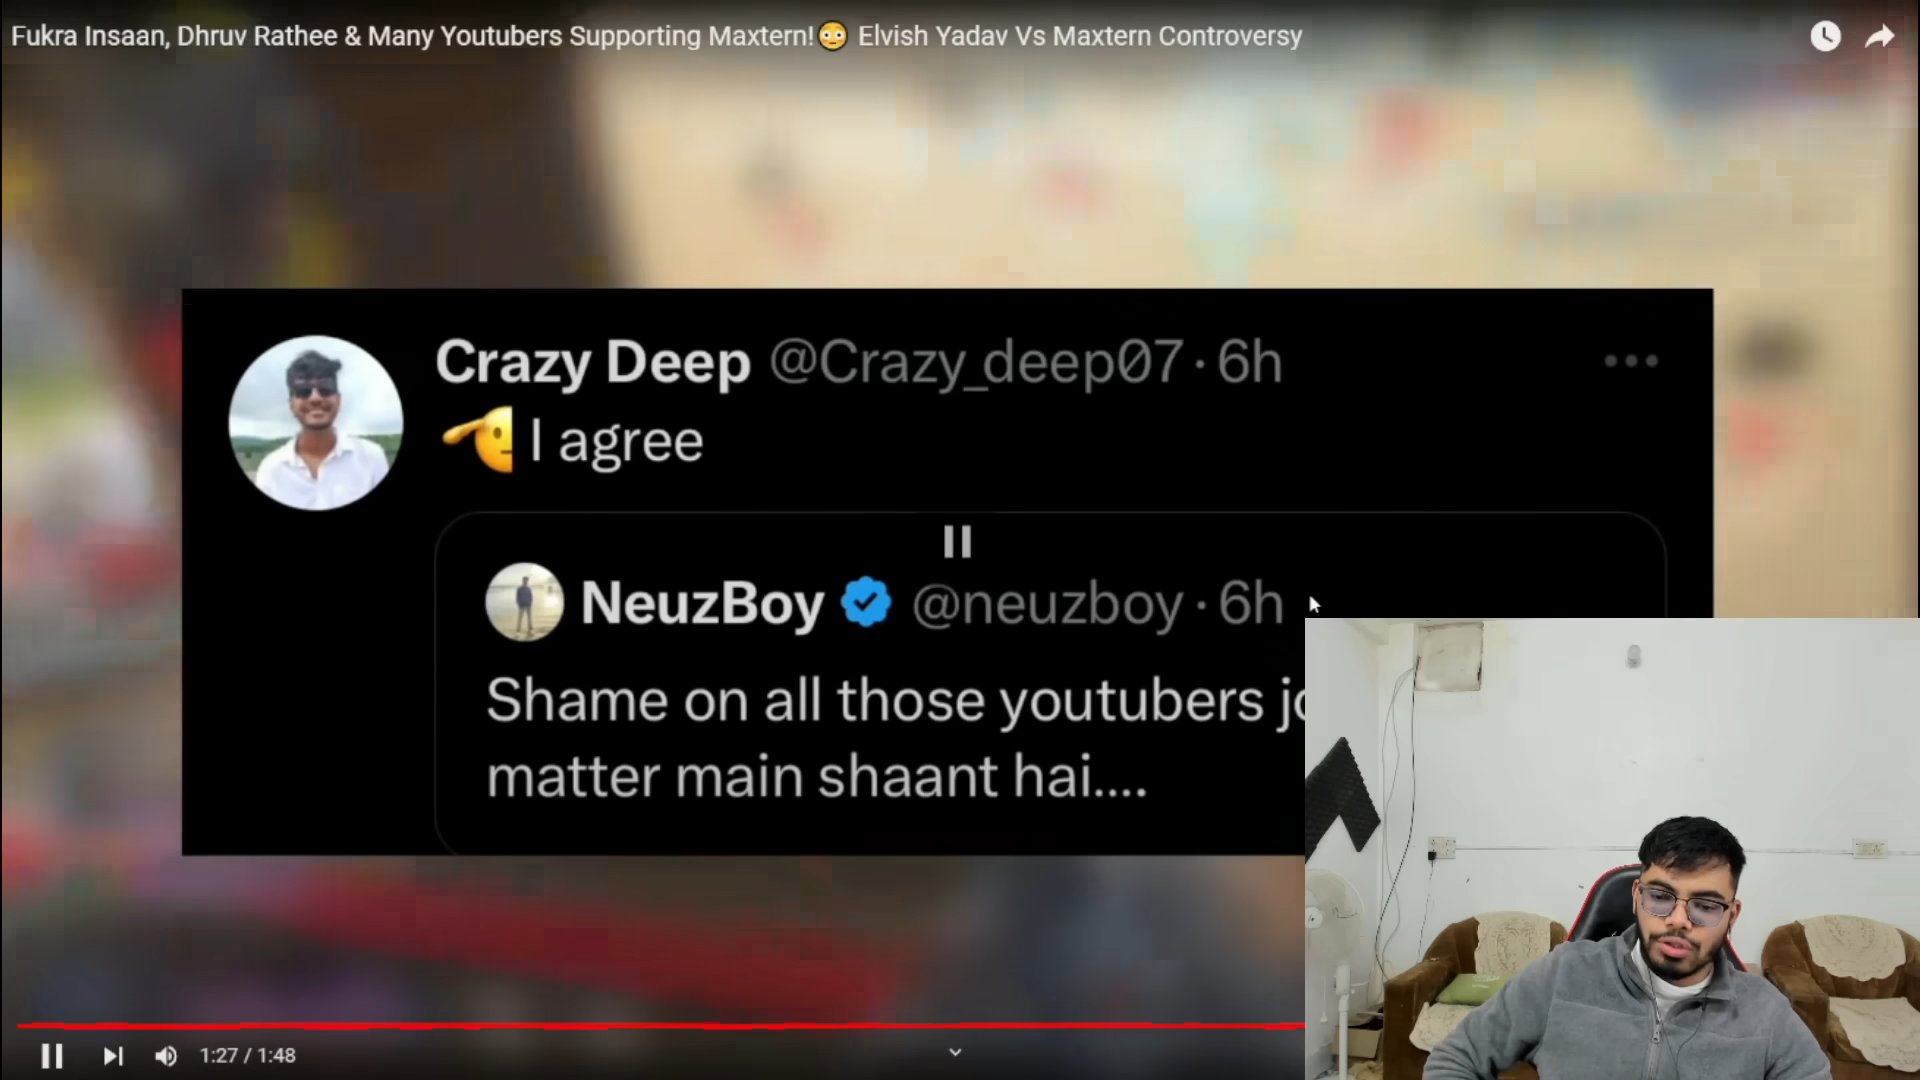 Fukra Insaan, Dhruv Rathee & Many Youtubers Supporting Maxtern!😳 Elvish Yadav Vs Maxtern Controversy
Crazy Deep @Crazy_deep07 · 6h
I agree
NeuzBoy @neuzboy · 6h
Shame on all those youtubers
matter main shaant hai....
1:27 / 1:48